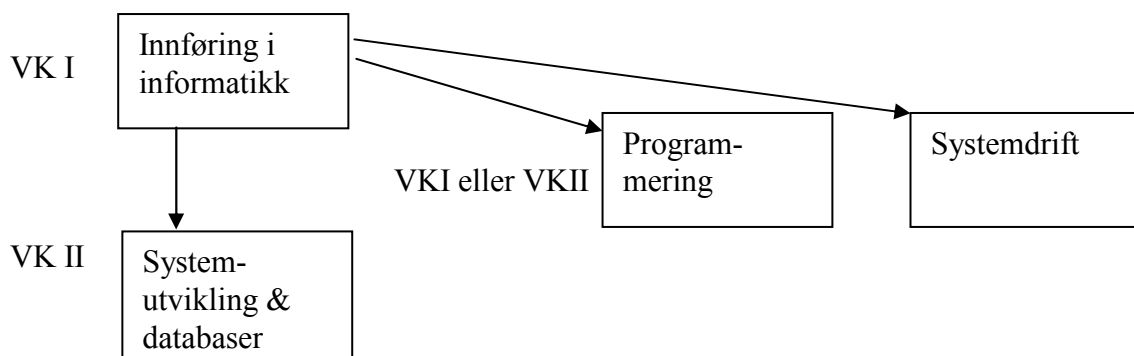 VK I
Innføring i
informatikk
Program-
mering
Systemdrift
VKI eller VKII
VK II
System-
utvikling &
databaser